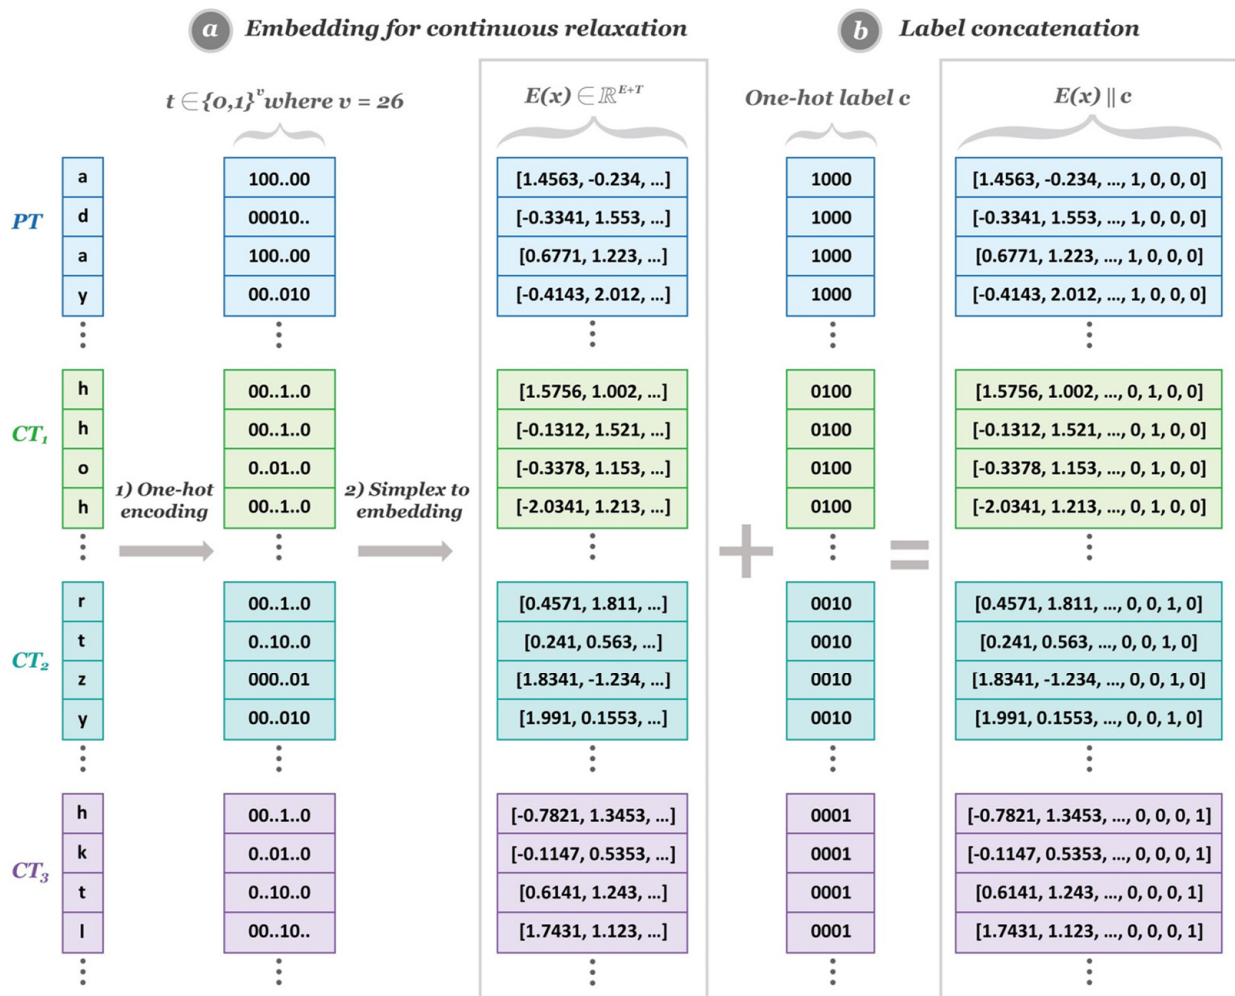 a Embedding for continuous relaxation b Label concatenation
t ∈ {0,1}^v where v = 26 E(x) ∈ ℝ^{E+T} One-hot label c E(x) || c
a 100..00 [1.4563, -0.234, ...] 1000 [1.4563, -0.234, ..., 1, 0, 0, 0]
PT d 00010.. [-0.3341, 1.553, ...] 1000 [-0.3341, 1.553, ..., 1, 0, 0, 0]
a 100..00 [0.6771, 1.223, ...] 1000 [0.6771, 1.223, ..., 1, 0, 0, 0]
y 00..010 [-0.4143, 2.012, ...] 1000 [-0.4143, 2.012, ..., 1, 0, 0, 0]
h 00..1..0 [1.5756, 1.002, ...] 0100 [1.5756, 1.002, ..., 0, 1, 0, 0]
CT₁ h 00..1..0 [-0.1312, 1.521, ...] 0100 [-0.1312, 1.521, ..., 0, 1, 0, 0]
o 0..01..0 [-0.3378, 1.153, ...] 0100 [-0.3378, 1.153, ..., 0, 1, 0, 0]
h 00..1..0 [-2.0341, 1.213, ...] 0100 [-2.0341, 1.213, ..., 0, 1, 0, 0]
1) One-hot
encoding
2) Simplex to
embedding
+ =
r 00..1..0 [0.4571, 1.811, ...] 0010 [0.4571, 1.811, ..., 0, 0, 1, 0]
CT₂ t 0..10..0 [0.241, 0.563, ...] 0010 [0.241, 0.563, ..., 0, 0, 1, 0]
z 000..01 [1.8341, -1.234, ...] 0010 [1.8341, -1.234, ..., 0, 0, 1, 0]
y 00..010 [1.991, 0.1553, ...] 0010 [1.991, 0.1553, ..., 0, 0, 1, 0]
h 00..1..0 [-0.7821, 1.3453, ...] 0001 [-0.7821, 1.3453, ..., 0, 0, 0, 1]
CT₃ k 0..01..0 [-0.1147, 0.5353, ...] 0001 [-0.1147, 0.5353, ..., 0, 0, 0, 1]
t 0..10..0 [0.6141, 1.243, ...] 0001 [0.6141, 1.243, ..., 0, 0, 0, 1]
l 00..10.. [1.7431, 1.123, ...] 0001 [1.7431, 1.123, ..., 0, 0, 0, 1]